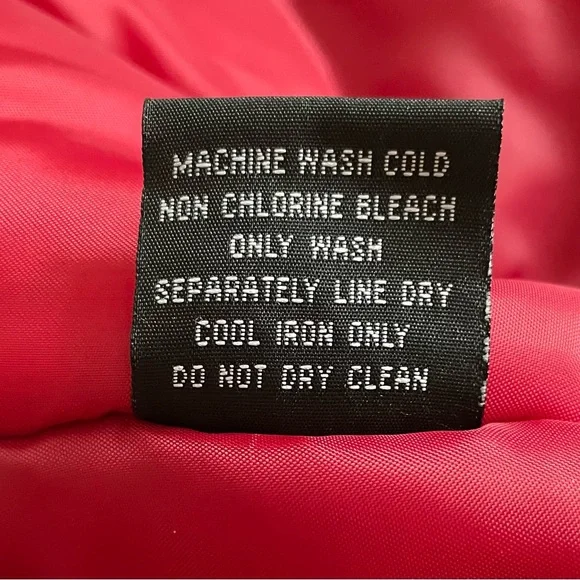 MACHINE WASH COLD
NON CHLORINE BLEACH
ONLY WASH
SEPARATELY LINE DRY
COOL IRON ONLY
DO NOT DRY CLEAN